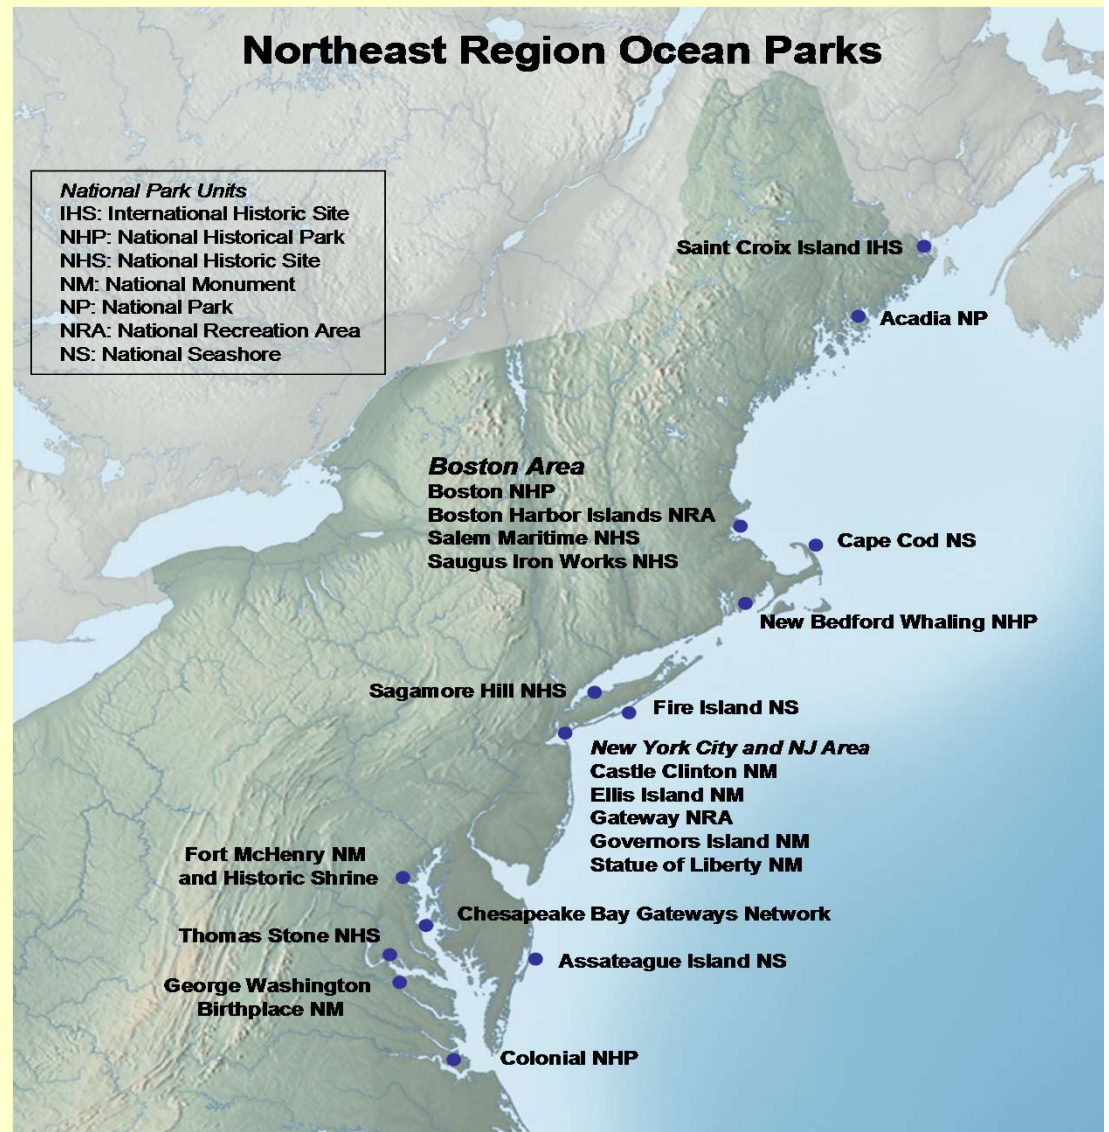 Northeast Region Ocean Parks
National Park Units
IHS: International Historic Site
NHP: National Historical Park
NHS: National Historic Site
NM: National Monument
NP: National Park
NRA: National Recreation Area
NS: National Seashore
Saint Croix Island IHS
Acadia NP
Boston Area
Boston NHP
Boston Harbor Islands NRA
Salem Maritime NHS
Saugus Iron Works NHS
Cape Cod NS
New Bedford Whaling NHP
Sagamore Hill NHS
Fire Island NS
New York City and NJ Area
Castle Clinton NM
Ellis Island NM
Gateway NRA
Governors Island NM
Statue of Liberty NM
Fort McHenry NM
and Historic Shrine
Chesapeake Bay Gateways Network
Thomas Stone NHS
Assateague Island NS
George Washington
Birthplace NM
Colonial NHP